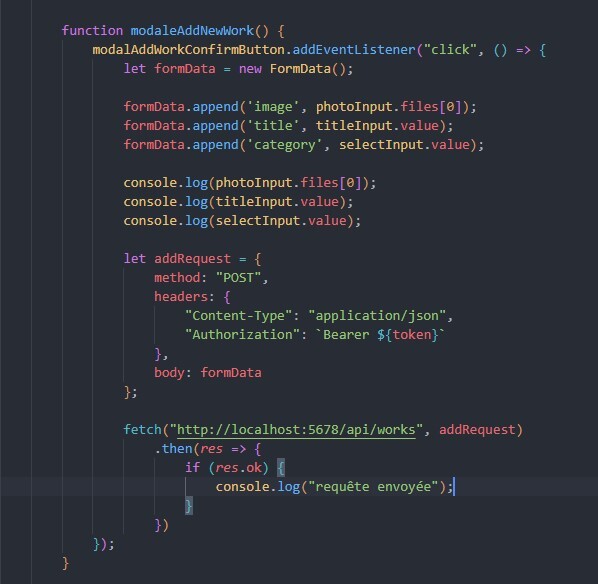 function modaleAddNewWork() {
modalAddWorkConfirmButton.addEventListener("click", () => {
let formData = new FormData();
formData.append('image', photoInput.files[0]);
formData.append('title', titleInput.value);
formData.append('category', selectInput.value);
console.log(photoInput.files[0]);
console.log(titleInput.value);
console.log(selectInput.value);
let addRequest = {
method: "POST",
headers: {
"Content-Type": "application/json",
"Authorization": `Bearer ${token}`
},
body: formData
};
fetch("http://localhost:5678/api/works", addRequest)
.then(res => {
if (res.ok) {
console.log("requête envoyée");
}
})
});
}